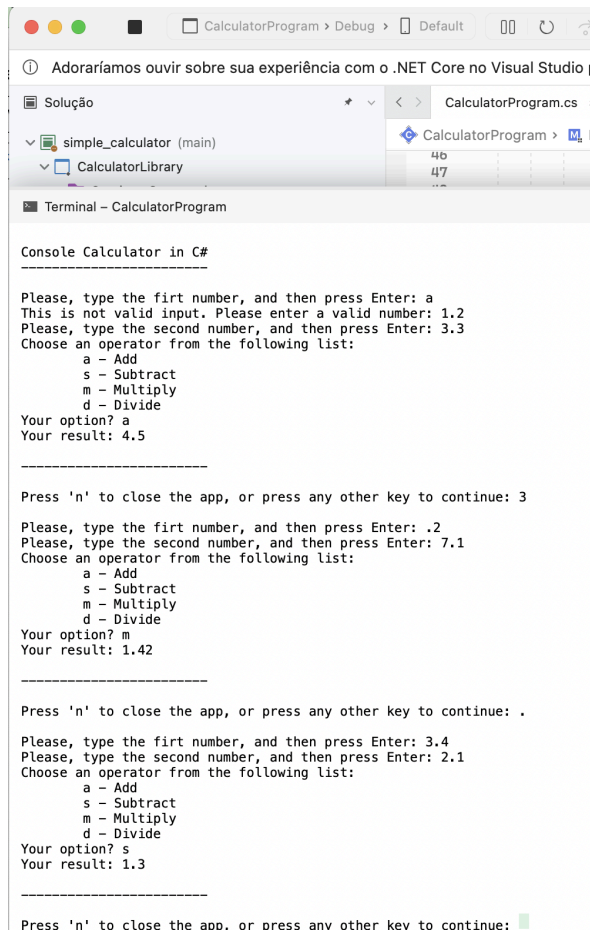 CalculatorProgram › Debug › Default
Adoraríamos ouvir sobre sua experiência com o .NET Core no Visual Studio
Solução
CalculatorProgram.cs
simple_calculator (main)
CalculatorProgram ›
CalculatorLibrary
46
47
Terminal – CalculatorProgram
Console Calculator in C#
------------------------
Please, type the firt number, and then press Enter: a
This is not valid input. Please enter a valid number: 1.2
Please, type the second number, and then press Enter: 3.3
Choose an operator from the following list:
a – Add
s – Subtract
m – Multiply
d – Divide
Your option? a
Your result: 4.5
------------------------
Press 'n' to close the app, or press any other key to continue: 3
Please, type the firt number, and then press Enter: .2
Please, type the second number, and then press Enter: 7.1
Choose an operator from the following list:
a – Add
s – Subtract
m – Multiply
d – Divide
Your option? m
Your result: 1.42
------------------------
Press 'n' to close the app, or press any other key to continue: .
Please, type the firt number, and then press Enter: 3.4
Please, type the second number, and then press Enter: 2.1
Choose an operator from the following list:
a – Add
s – Subtract
m – Multiply
d – Divide
Your option? s
Your result: 1.3
------------------------
Press 'n' to close the app, or press any other key to continue: